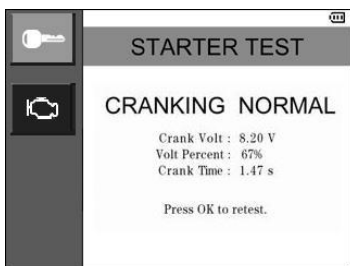 STARTER TEST
CRANKING NORMAL
Crank Volt : 8.20 V
Volt Percent : 67%
Crank Time : 1.47 s
Press OK to retest.